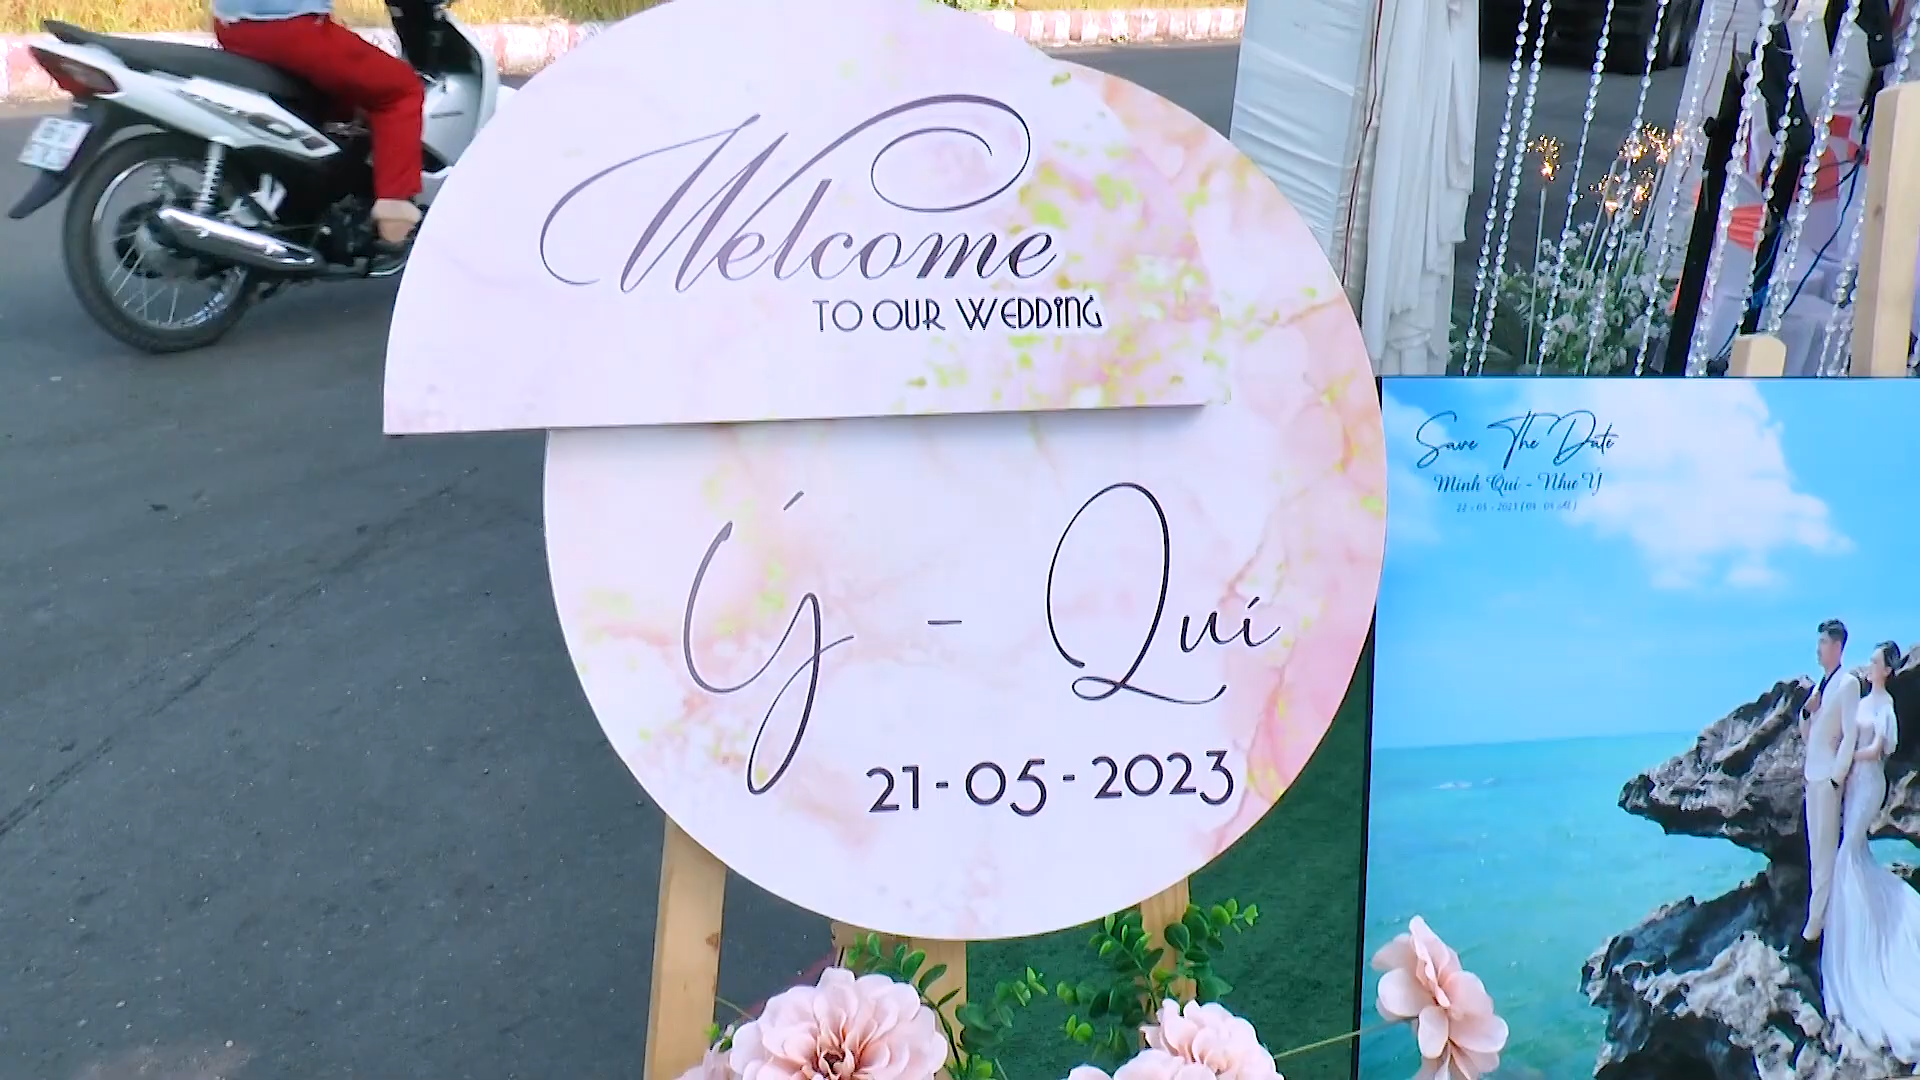 Welcome
TO OUR WEDDING
Ý - Quí
21-05-2023
Save The Date
Minh Quí - Như Ý